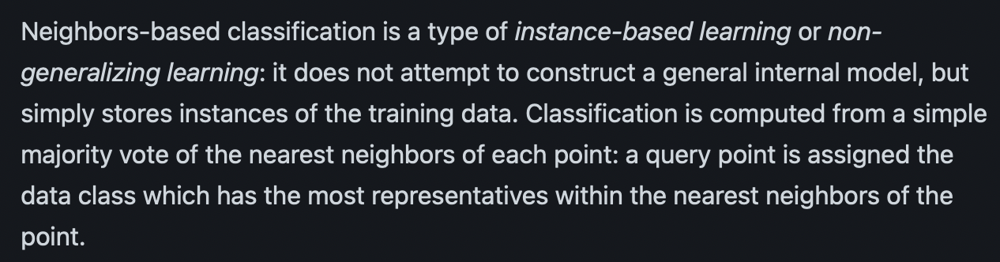 Neighbors-based classification is a type of instance-based learning or non-
generalizing learning: it does not attempt to construct a general internal model, but
simply stores instances of the training data. Classification is computed from a simple
majority vote of the nearest neighbors of each point: a query point is assigned the
data class which has the most representatives within the nearest neighbors of the
point.